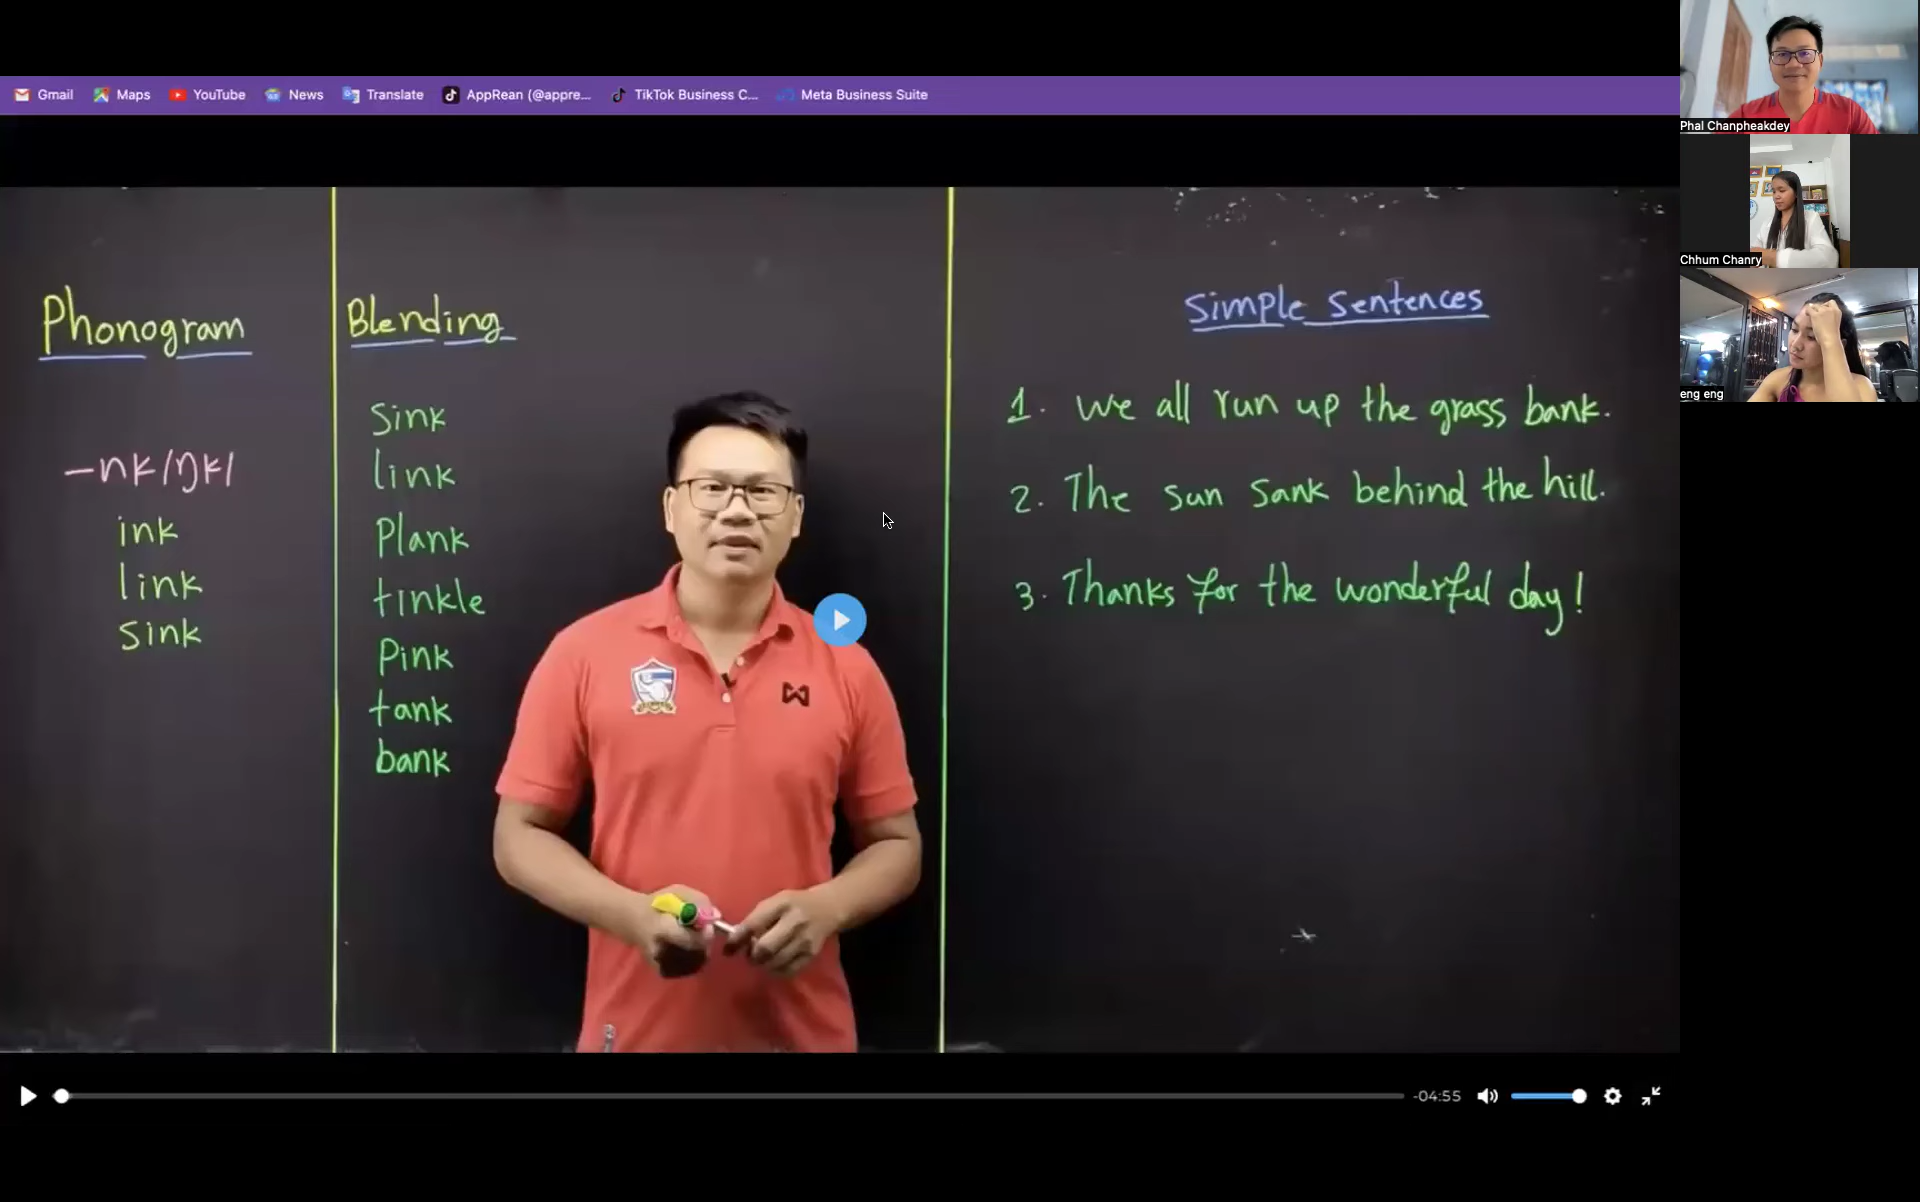 Gmail Maps YouTube News Translate AppRean (@appre... TikTok Business C... Meta Business Suite
Phal Chanpheakdey
Chhum Chanry
eng eng
Phonogram
-nk/ŋk/
ink
link
sink
Blending
sink
link
Plank
tinkle
Pink
tank
bank
Simple sentences
1. We all run up the grass bank.
2. The sun sank behind the hill.
3. Thanks for the wonderful day!
-04:55